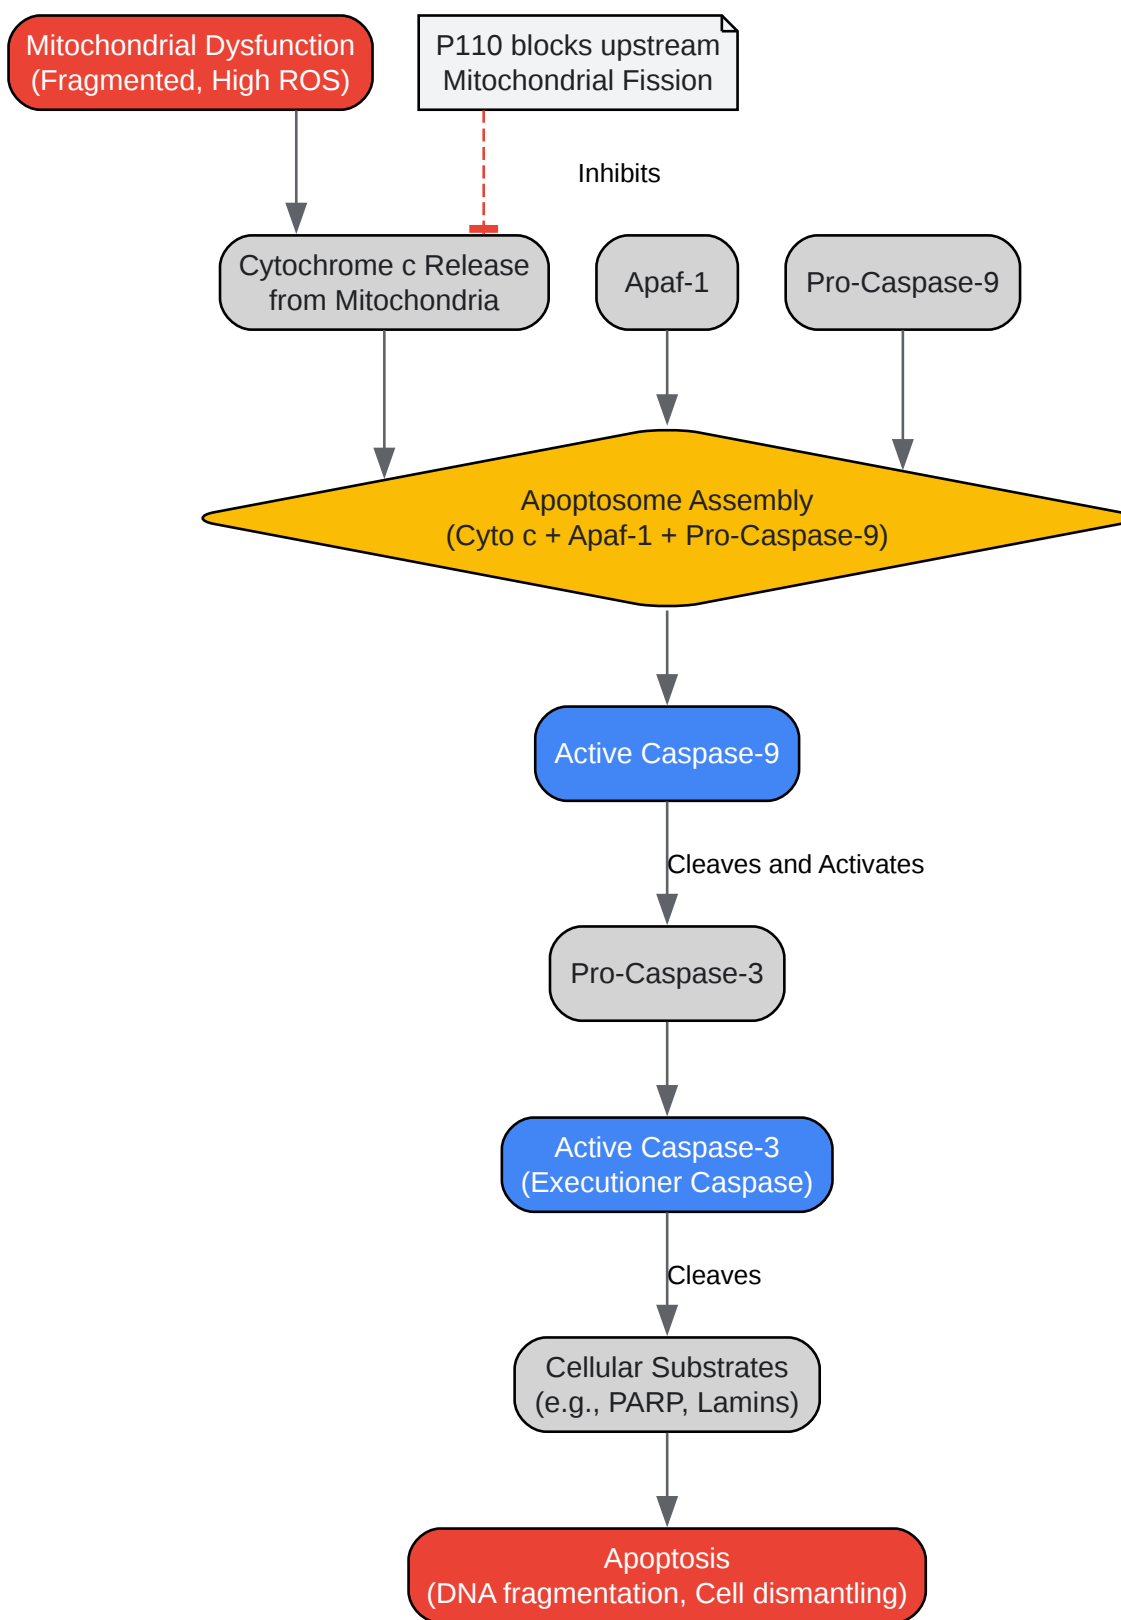 Mitochondrial Dysfunction
(Fragmented, High ROS)
P110 blocks upstream
Mitochondrial Fission
Inhibits
Cytochrome c Release
from Mitochondria
Apaf-1
Pro-Caspase-9
Apoptosome Assembly
(Cyto c + Apaf-1 + Pro-Caspase-9)
Active Caspase-9
Cleaves and Activates
Pro-Caspase-3
Active Caspase-3
(Executioner Caspase)
Cleaves
Cellular Substrates
(e.g., PARP, Lamins)
Apoptosis
(DNA fragmentation, Cell dismantling)